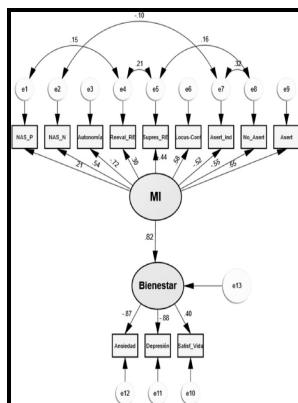 -.10
.15 .21 .16 .32
e1 e2 e3 e4 e5 e6 e7 e8 e9
NAS_P NAS_N Autonomía Reeval_RE Supres_RE Locus-Cont Asert_Ind No_Asert Asert
.21 .54 -.72 .30 .44 .58 -.52 -.55 .65
MI
.82
Bienestar e13
-.87 -.88 .40
Ansiedad Depresión Satisf_Vida
e12 e11 e10